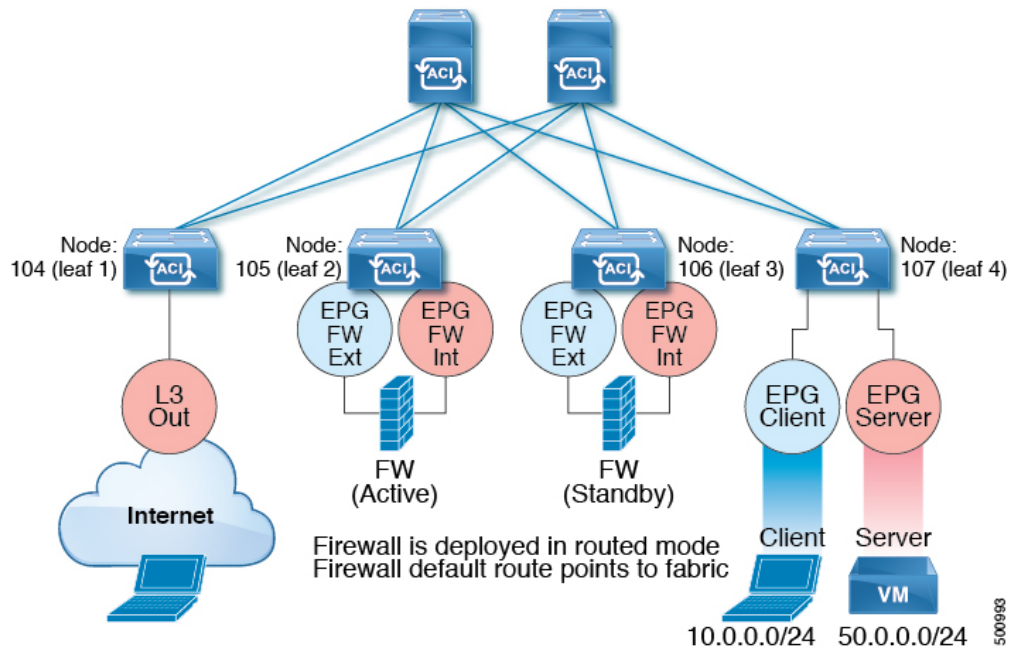 ACI
ACI
Node:
104 (leaf 1)
ACI
Node:
105 (leaf 2)
ACI
ACI
Node:
106 (leaf 3)
ACI
Node:
107 (leaf 4)
EPG
FW
Ext
EPG
FW
Int
EPG
FW
Ext
EPG
FW
Int
L3
Out
EPG
Client
EPG
Server
FW
(Active)
FW
(Standby)
Internet
Firewall is deployed in routed mode
Firewall default route points to fabric
Client
Server
VM
10.0.0.0/24
50.0.0.0/24
500993